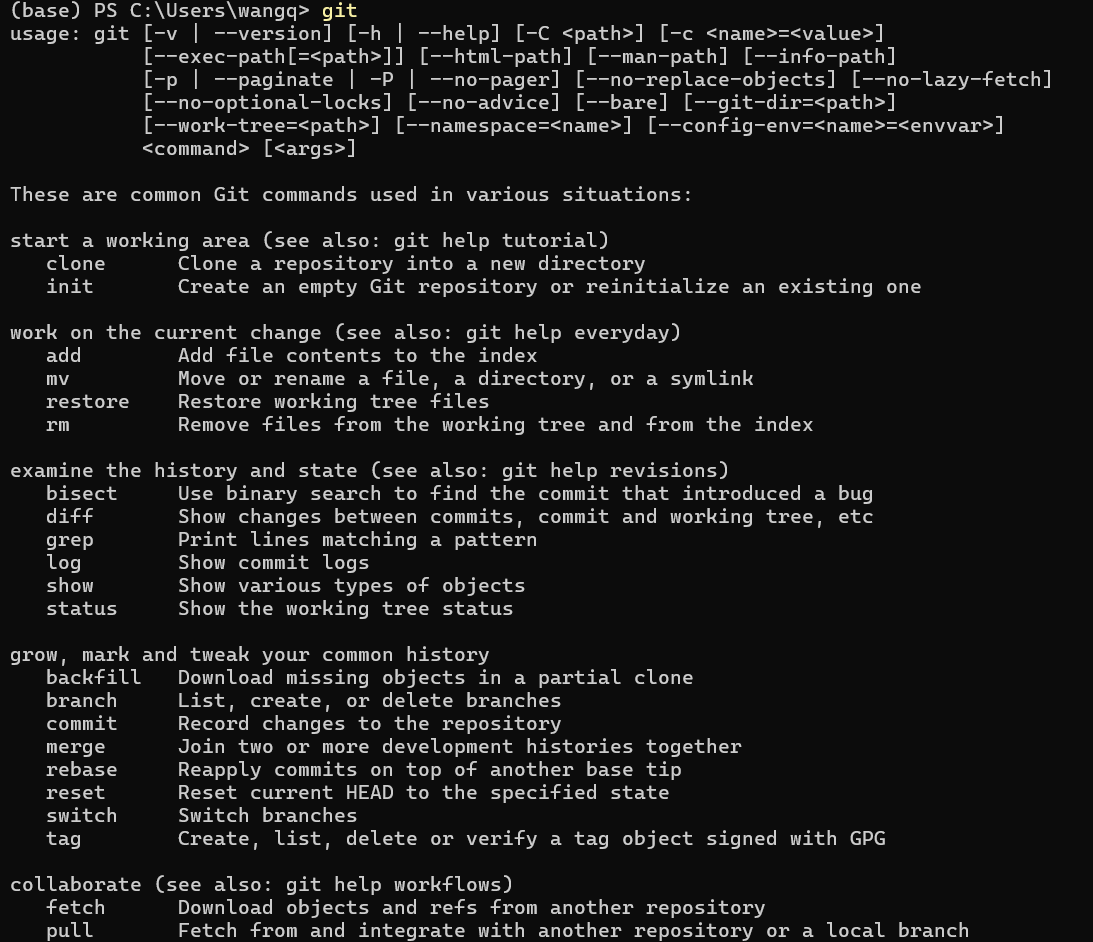 (base) PS C:\Users\wangq> git
usage: git [-v | --version] [-h | --help] [-C <path>] [-c <name>=<value>]
           [--exec-path[=<path>]] [--html-path] [--man-path] [--info-path]
           [-p | --paginate | -P | --no-pager] [--no-replace-objects] [--no-lazy-fetch]
           [--no-optional-locks] [--no-advice] [--bare] [--git-dir=<path>]
           [--work-tree=<path>] [--namespace=<name>] [--config-env=<name>=<envvar>]
           <command> [<args>]

These are common Git commands used in various situations:

start a working area (see also: git help tutorial)
   clone      Clone a repository into a new directory
   init       Create an empty Git repository or reinitialize an existing one

work on the current change (see also: git help everyday)
   add        Add file contents to the index
   mv         Move or rename a file, a directory, or a symlink
   restore    Restore working tree files
   rm         Remove files from the working tree and from the index

examine the history and state (see also: git help revisions)
   bisect     Use binary search to find the commit that introduced a bug
   diff       Show changes between commits, commit and working tree, etc
   grep       Print lines matching a pattern
   log        Show commit logs
   show       Show various types of objects
   status     Show the working tree status

grow, mark and tweak your common history
   backfill   Download missing objects in a partial clone
   branch     List, create, or delete branches
   commit     Record changes to the repository
   merge      Join two or more development histories together
   rebase     Reapply commits on top of another base tip
   reset      Reset current HEAD to the specified state
   switch     Switch branches
   tag        Create, list, delete or verify a tag object signed with GPG

collaborate (see also: git help workflows)
   fetch      Download objects and refs from another repository
   pull       Fetch from and integrate with another repository or a local branch